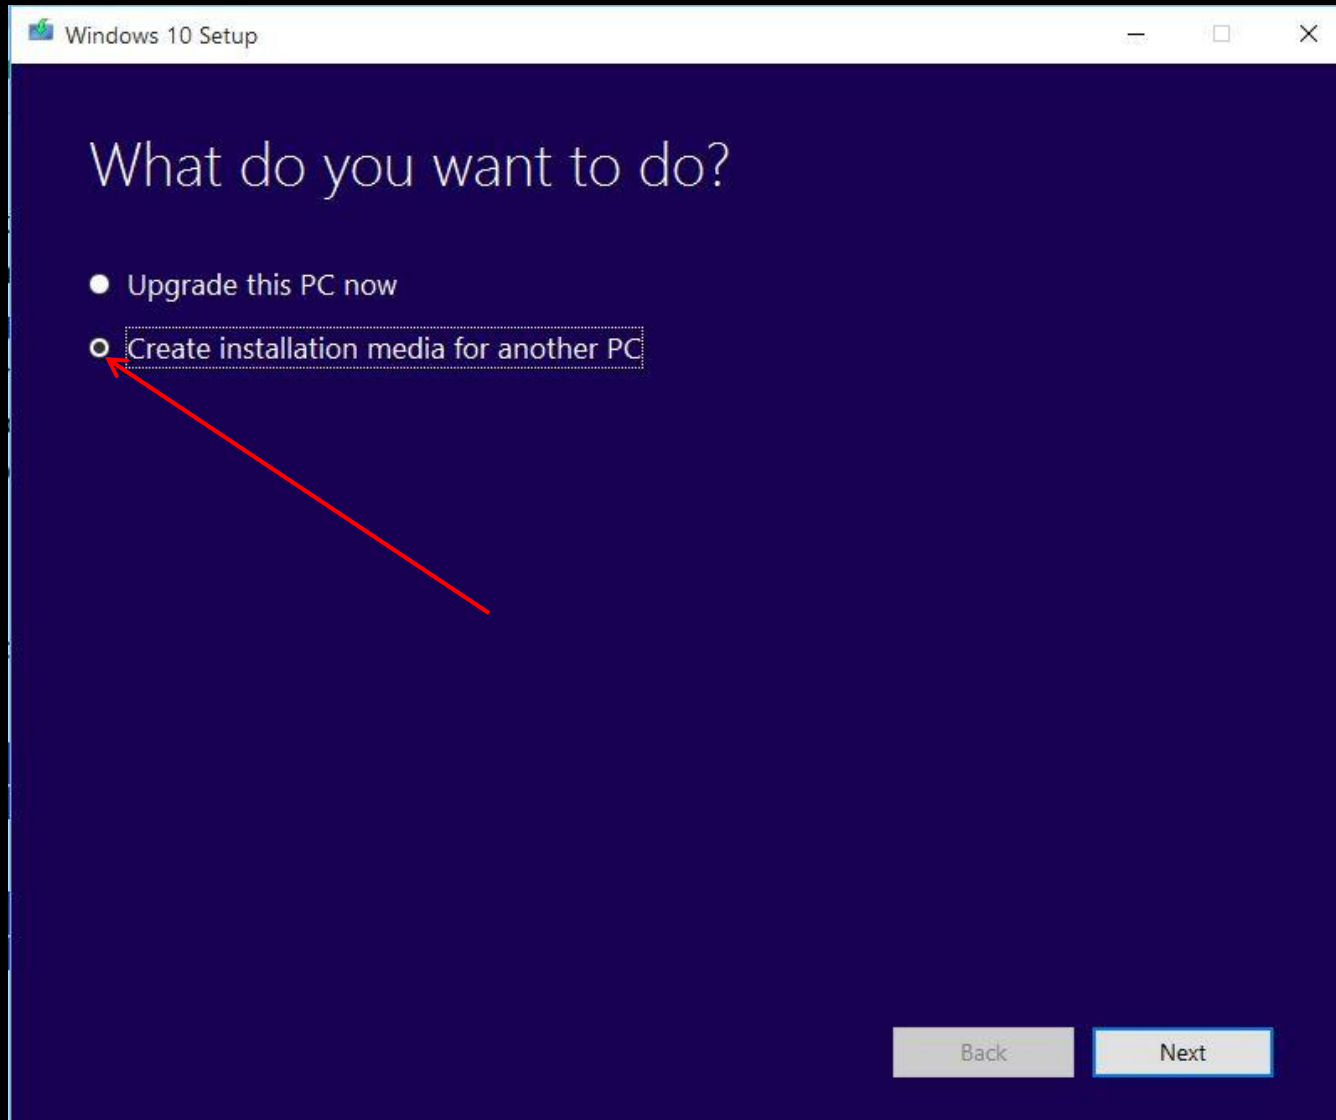 Windows 10 Setup
What do you want to do?
Upgrade this PC now
Create installation media for another PC
Back
Next